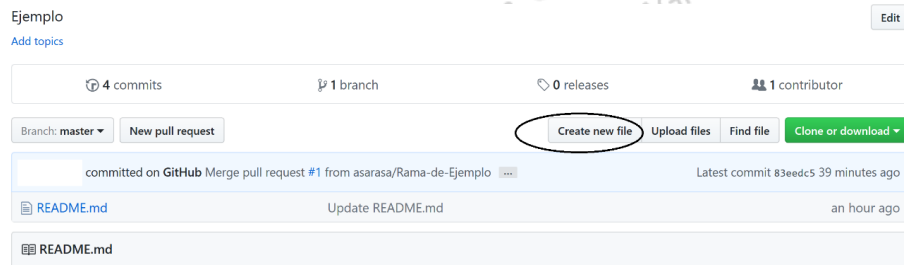 Ejemplo
Edit
Add topics
4 commits
1 branch
0 releases
1 contributor
Branch: master
New pull request
Create new file
Upload files
Find file
Clone or download
committed on GitHub Merge pull request #1 from asarasa/Rama-de-Ejemplo ...
Latest commit 83eedc5 39 minutes ago
README.md
Update README.md
an hour ago
README.md